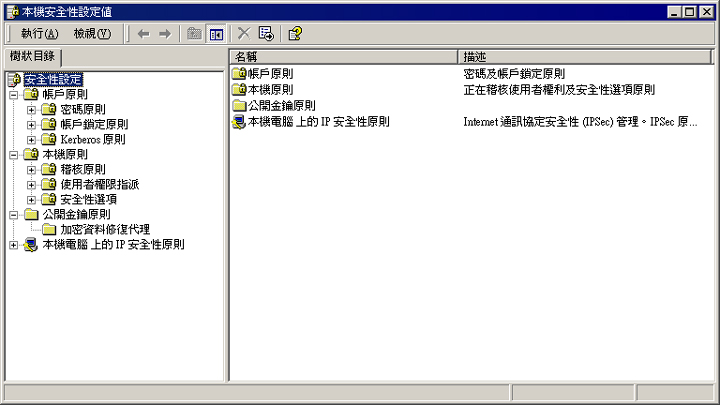 本機安全性設定值
執行(A) 檢視(V)
樹狀目錄
名稱 描述
安全性設定
帳戶原則
密碼原則
帳戶鎖定原則
Kerberos 原則
本機原則
稽核原則
使用者權限指派
安全性選項
公開金鑰原則
加密資料修復代理
本機電腦 上的 IP 安全性原則
帳戶原則 密碼及帳戶鎖定原則
本機原則 正在稽核使用者權利及安全性選項原則
公開金鑰原則
本機電腦 上的 IP 安全性原則 Internet 通訊協定安全性 (IPSec) 管理。IPSec 原...